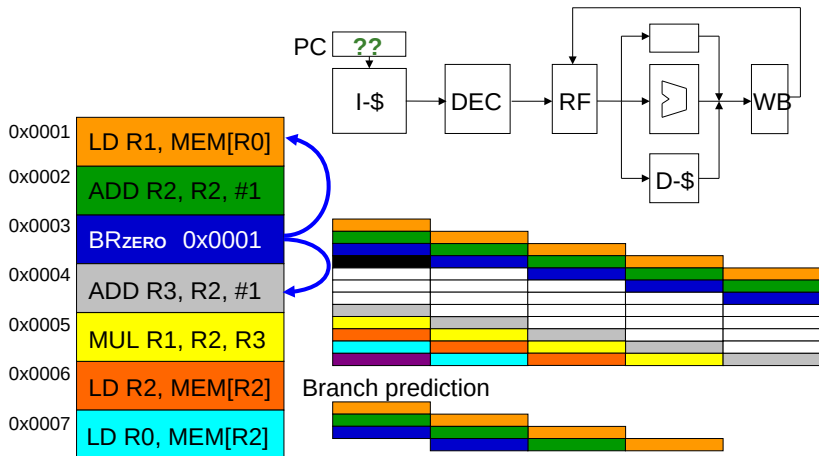 PC ??
I-$ DEC RF WB
D-$
0x0001 LD R1, MEM[R0]
0x0002 ADD R2, R2, #1
0x0003 BRZERO 0x0001
0x0004 ADD R3, R2, #1
0x0005 MUL R1, R2, R3
0x0006 LD R2, MEM[R2]
0x0007 LD R0, MEM[R2]
Branch prediction